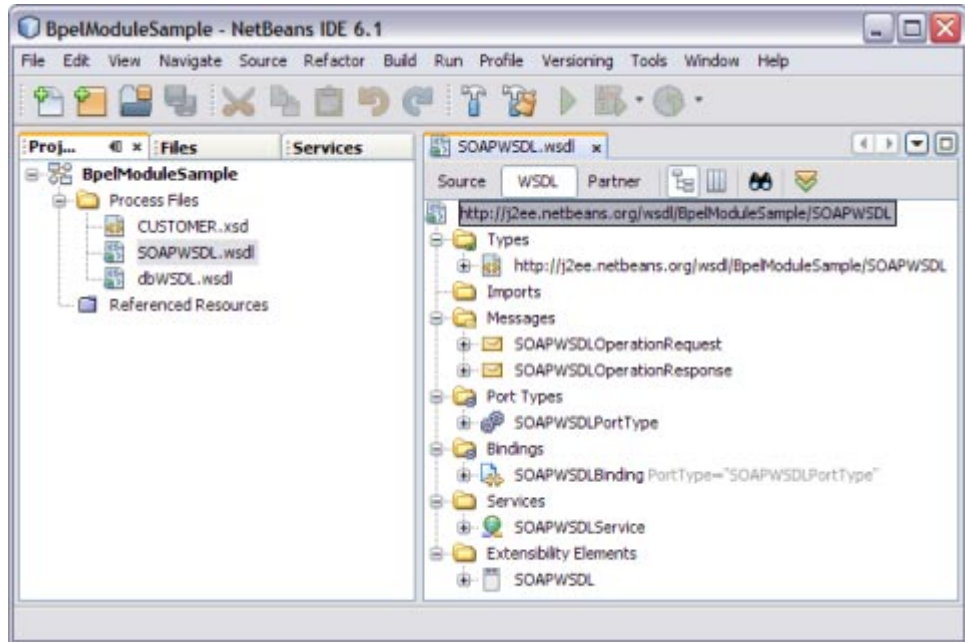 BpelModuleSample - NetBeans IDE 6.1
File Edit View Navigate Source Refactor Build Run Profile Versioning Tools Window Help
Proj... Files Services
BpelModuleSample
Process Files
CUSTOMER.xsd
SOAPWSDL.wsdl
dbWSDL.wsdl
Referenced Resources
SOAPWSDL.wsdl
Source WSDL Partner
http://j2ee.netbeans.org/wsdl/BpelModuleSample/SOAPWSDL
Types
http://j2ee.netbeans.org/wsdl/BpelModuleSample/SOAPWSDL
Imports
Messages
SOAPWSDLOperationRequest
SOAPWSDLOperationResponse
Port Types
SOAPWSDLPortType
Bindings
SOAPWSDLBinding PortType="SOAPWSDLPortType"
Services
SOAPWSDLService
Extensibility Elements
SOAPWSDL